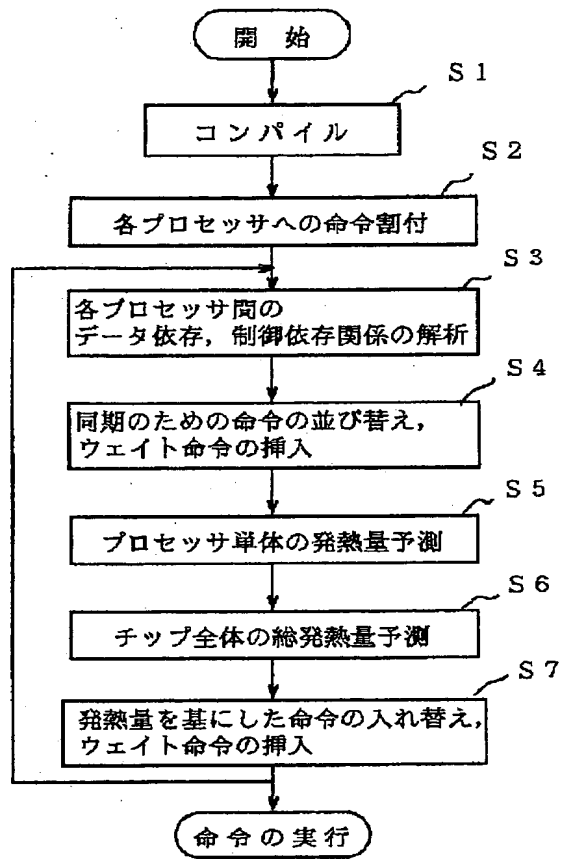 開始
S1
コンパイル
S2
各プロセッサへの命令割付
S3
各プロセッサ間の
データ依存，制御依存関係の解析
S4
同期のための命令の並び替え，
ウェイト命令の挿入
S5
プロセッサ単体の発熱量予測
S6
チップ全体の総発熱量予測
S7
発熱量を基にした命令の入れ替え，
ウェイト命令の挿入
命令の実行